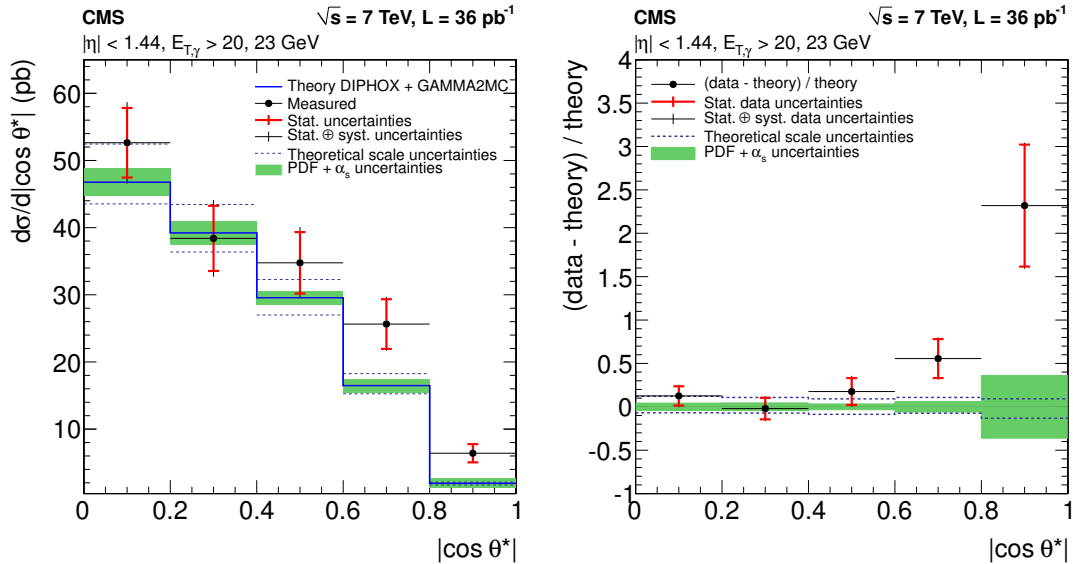 CMS √s = 7 TeV, L = 36 pb⁻¹
|η| < 1.44, E_T,γ > 20, 23 GeV
dσ/d|cos θ*| (pb)
Theory DIPHOX + GAMMA2MC
Measured
Stat. uncertainties
Stat. ⊕ syst. uncertainties
Theoretical scale uncertainties
PDF + α_s uncertainties
60
50
40
30
20
10
0 0.2 0.4 0.6 0.8 1
|cos θ*|
CMS √s = 7 TeV, L = 36 pb⁻¹
|η| < 1.44, E_T,γ > 20, 23 GeV
(data - theory) / theory
(data - theory) / theory
Stat. data uncertainties
Stat. ⊕ syst. data uncertainties
Theoretical scale uncertainties
PDF + α_s uncertainties
4
3.5
3
2.5
2
1.5
1
0.5
0
-0.5
-1
0 0.2 0.4 0.6 0.8 1
|cos θ*|